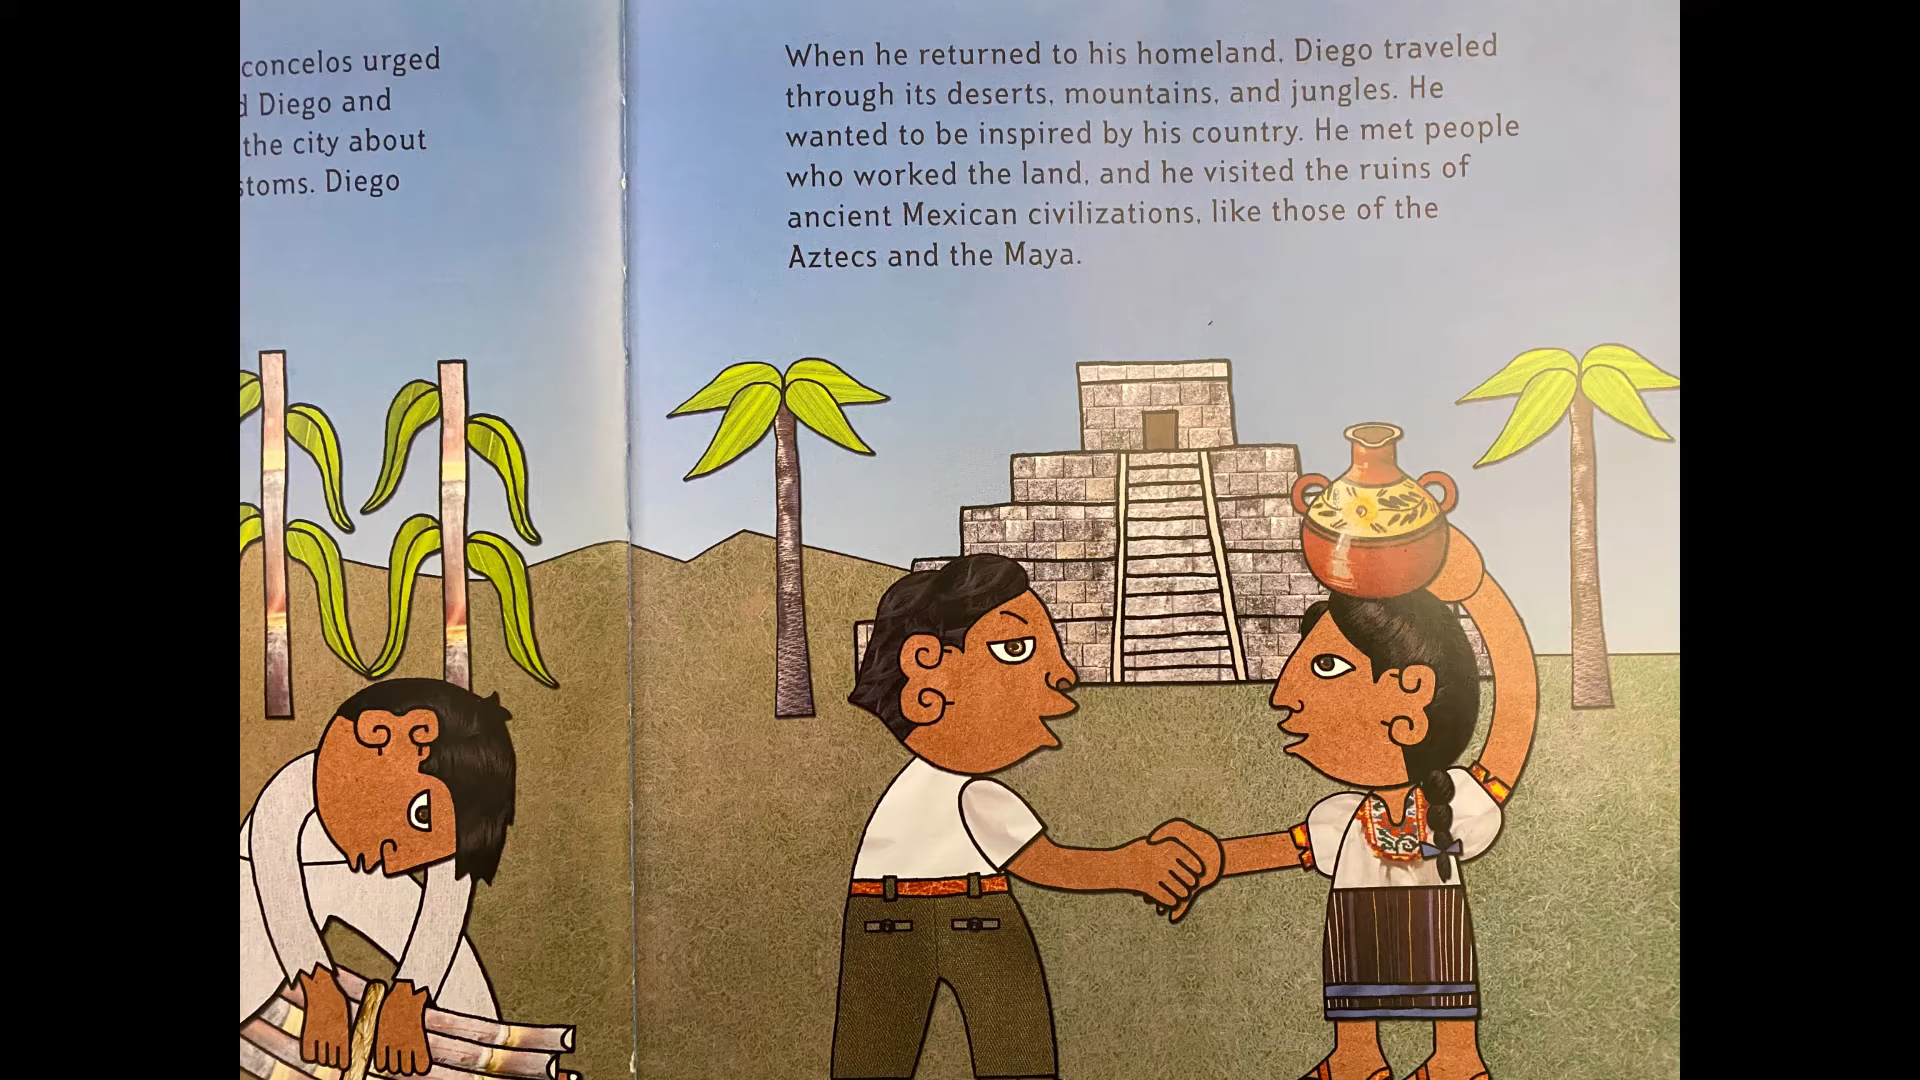 concelos urged
Diego and
the city about
stoms. Diego
When he returned to his homeland, Diego traveled
through its deserts, mountains, and jungles. He
wanted to be inspired by his country. He met people
who worked the land, and he visited the ruins of
ancient Mexican civilizations, like those of the
Aztecs and the Maya.